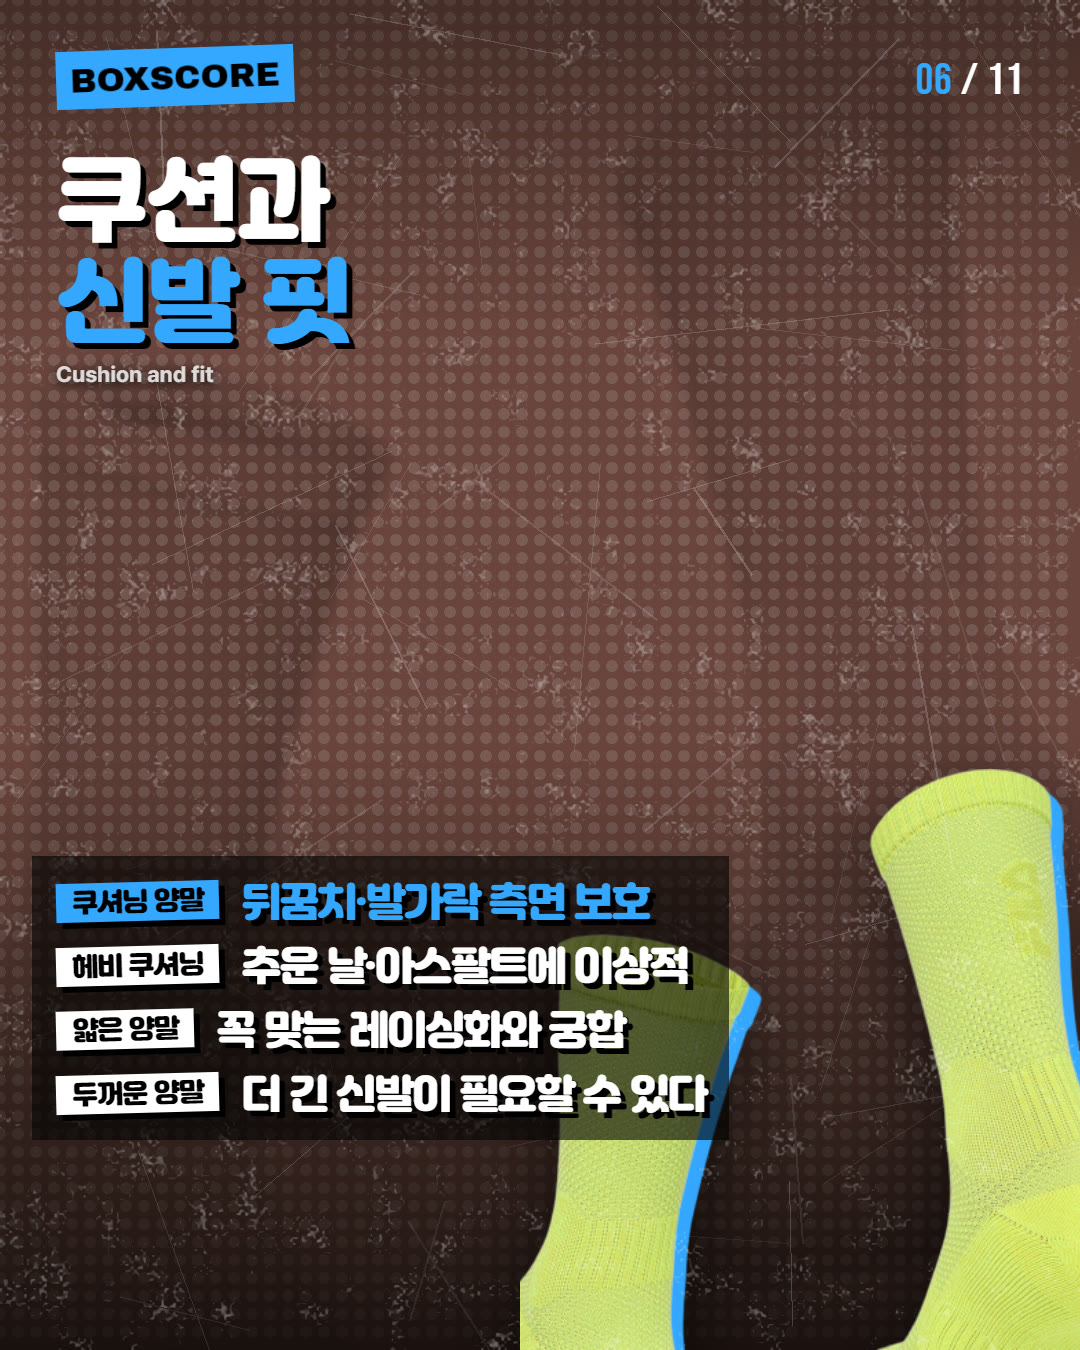 BOXSCORE
06 / 11
쿠션과
신발 핏
Cushion and fit
쿠셔닝 양말 뒤꿈치·발가락 측면 보호
헤비 쿠셔닝 추운 날·아스팔트에 이상적
얇은 양말 꼭 맞는 레이싱화와 궁합
두꺼운 양말 더 긴 신발이 필요할 수 있다